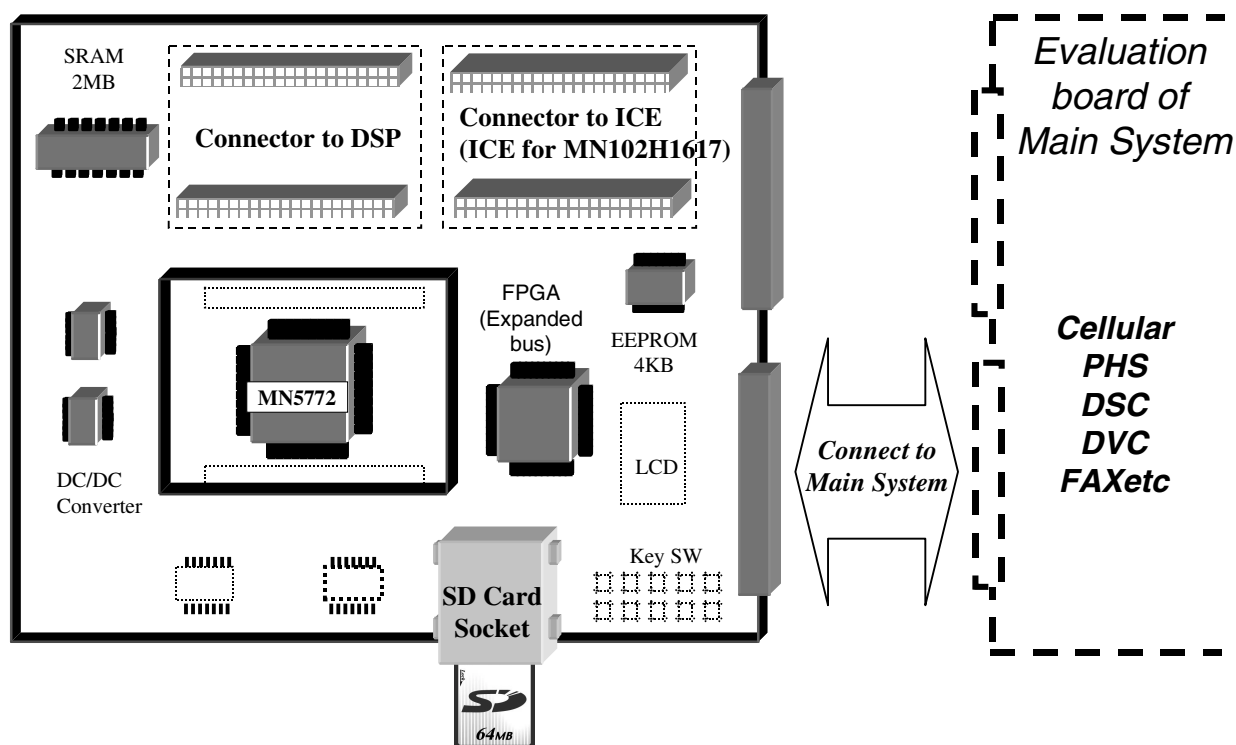 SRAM
2MB
Connector to DSP
Connector to ICE
(ICE for MN102H1617)
Evaluation
board of
Main System
FPGA
(Expanded
bus)
EEPROM
4KB
MN5772
LCD
DC/DC
Converter
Connect to
Main System
Cellular
PHS
DSC
DVC
FAXetc
Key SW
SD Card
Socket
Lock
SD
64MB